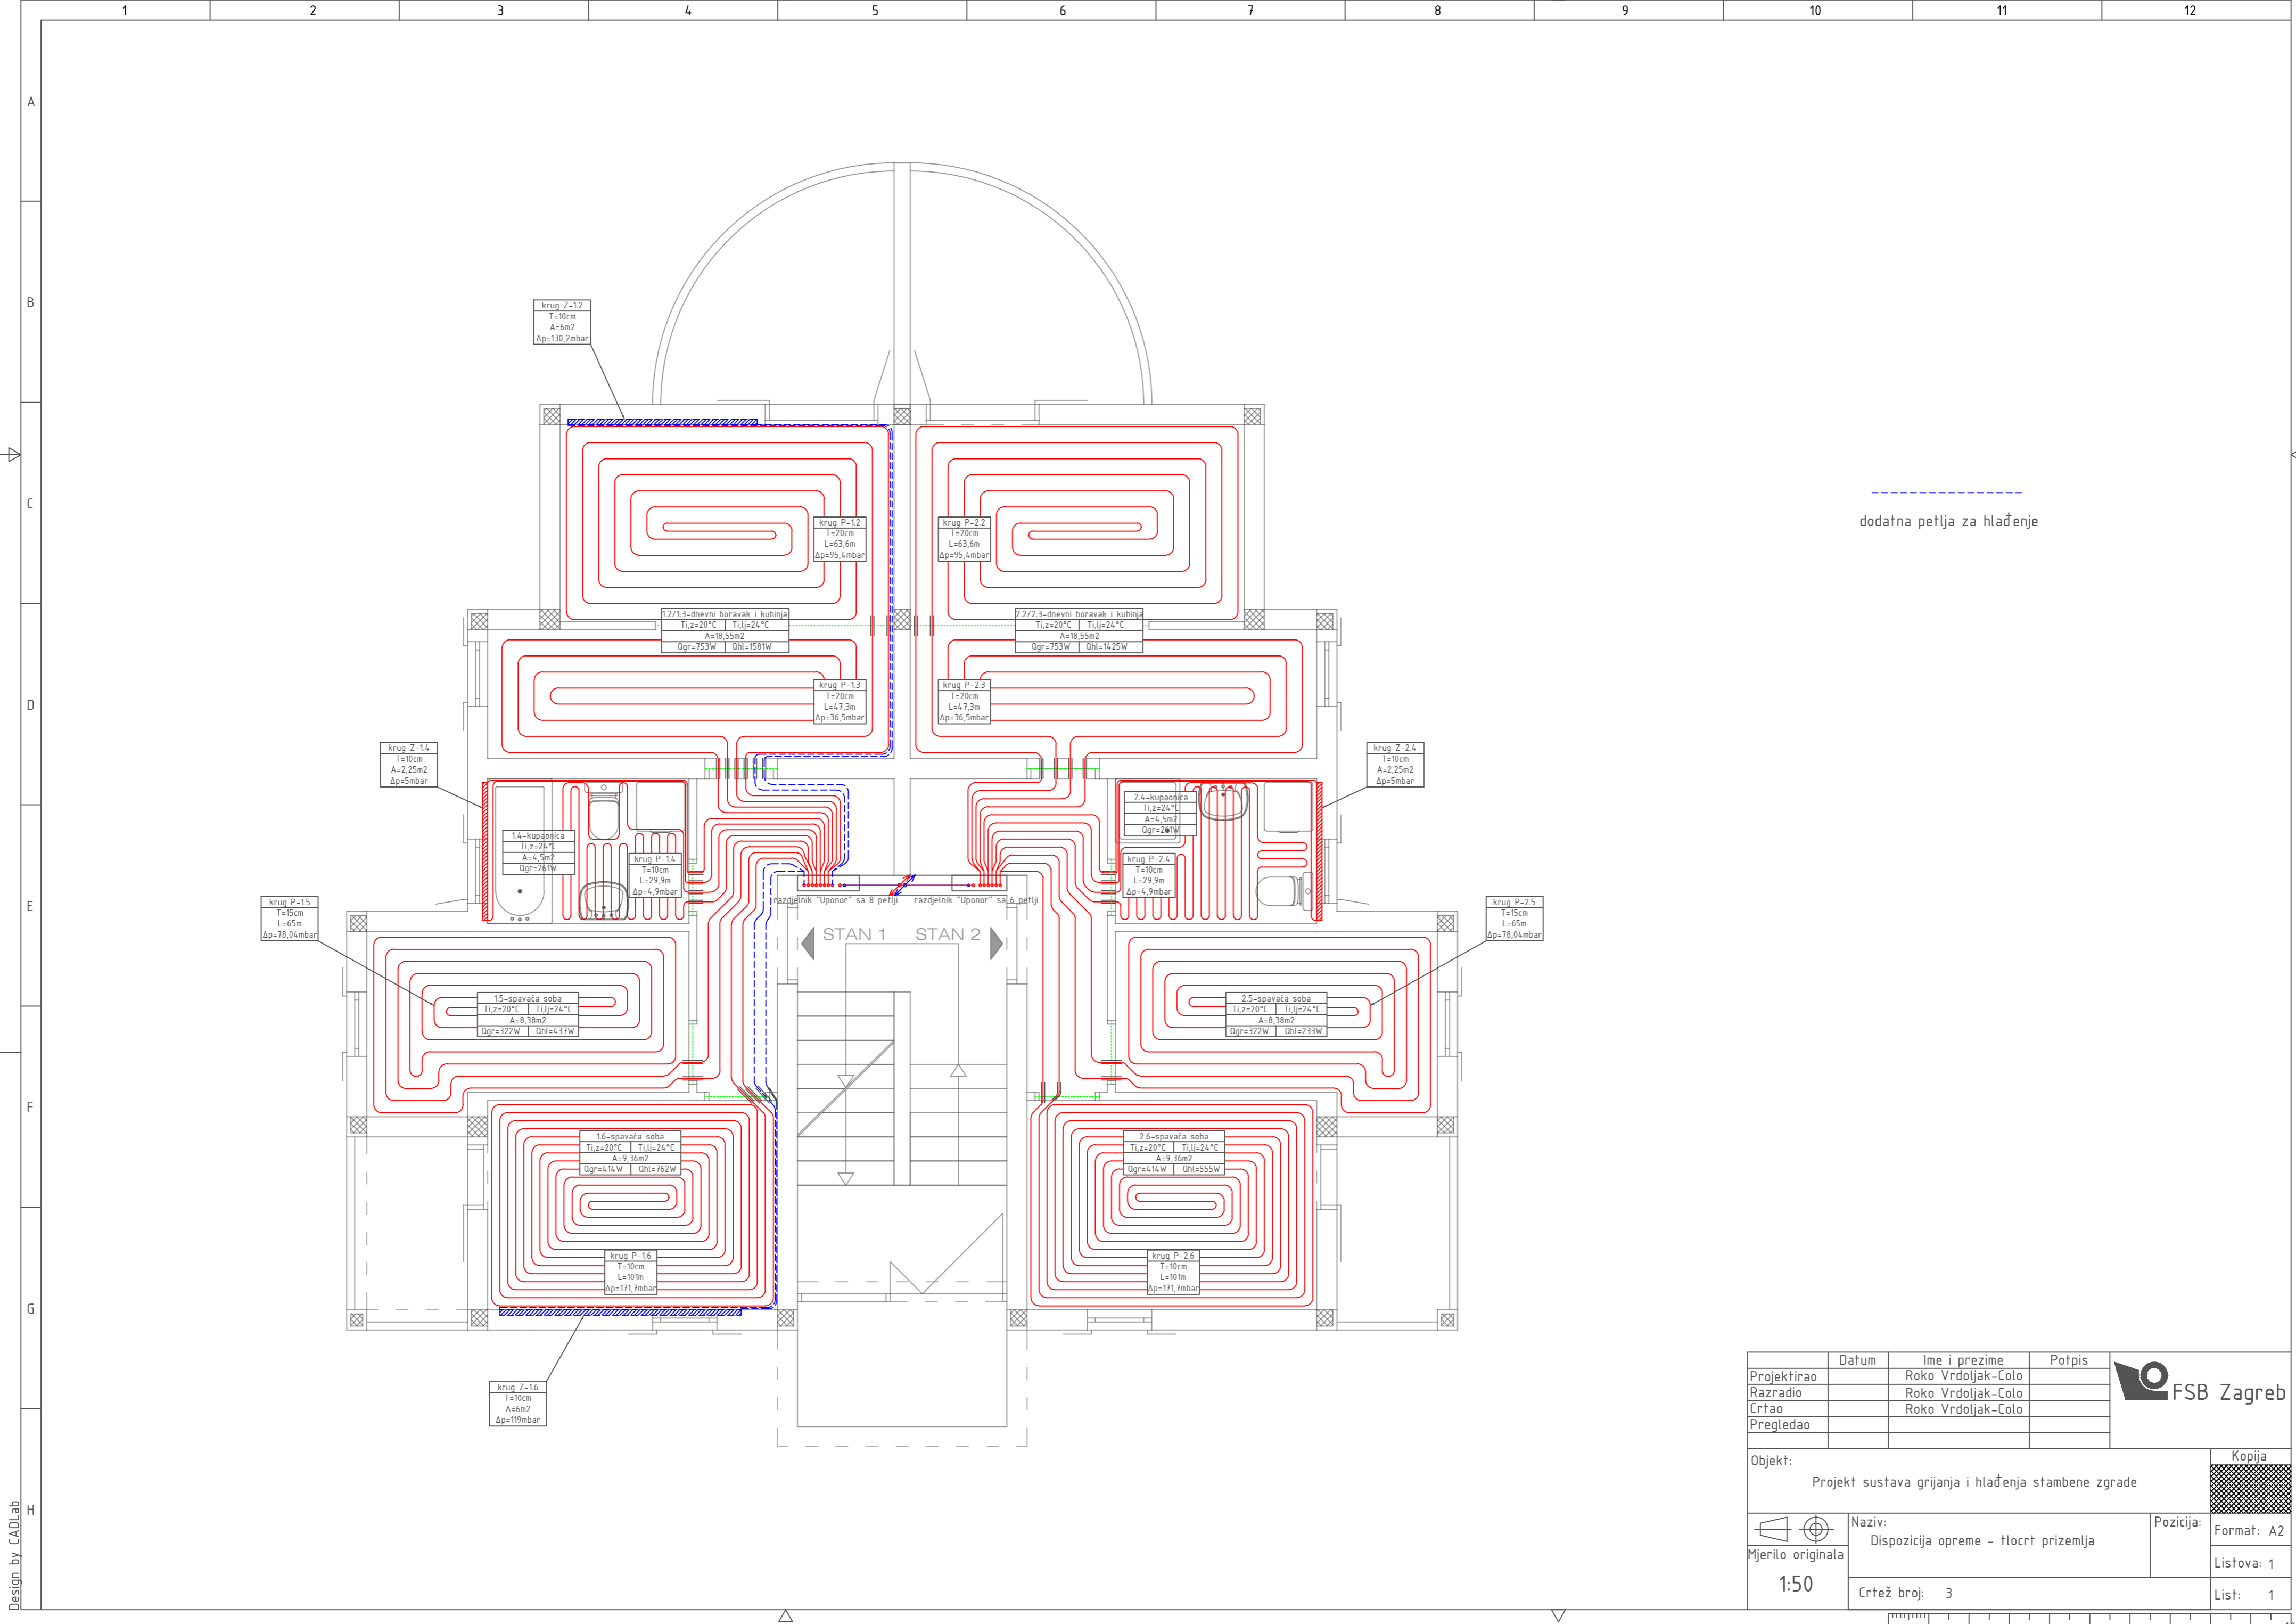 1 2 3 4 5 6 7 8 9 10 11 12
A
B
C
D
E
F
G
H
krug Z-1.2
T=10cm
A=6m2
Δp=130,2mbar
dodatna petlja za hlađenje
krug P-1.2
T=20cm
L=63,6m
Δp=95,4mbar
krug P-2.2
T=20cm
L=63,6m
Δp=95,4mbar
1.2/1.3-dnevni boravak i kuhinja
Ti,z=20°C Ti,lj=24°C
A=18,55m2
Qgr=753W Qhl=1581W
2.2/2.3-dnevni boravak i kuhinja
Ti,z=20°C Ti,lj=24°C
A=18,55m2
Qgr=753W Qhl=1425W
krug P-1.3
T=20cm
L=47,3m
Δp=36,5mbar
krug P-2.3
T=20cm
L=47,3m
Δp=36,5mbar
krug Z-1.4
T=10cm
A=2,25m2
Δp=5mbar
krug Z-2.4
T=10cm
A=2,25m2
Δp=5mbar
1.4-kupaonica
Ti,z=24°C
A=4,5m2
Qgr=261W
krug P-1.4
T=10cm
L=29,9m
Δp=4,9mbar
2.4-kupaonica
Ti,z=24°C
A=4,5m2
Qgr=261W
krug P-2.4
T=10cm
L=29,9m
Δp=4,9mbar
razdjelnik "Uponor" sa 8 petlji
razdjelnik "Uponor" sa 6 petlji
STAN 1 STAN 2
krug P-1.5
T=15cm
L=65m
Δp=78,04mbar
krug P-2.5
T=15cm
L=65m
Δp=78,04mbar
1.5-spavaća soba
Ti,z=20°C Ti,lj=24°C
A=8,38m2
Qgr=322W Qhl=437W
2.5-spavaća soba
Ti,z=20°C Ti,lj=24°C
A=8,38m2
Qgr=322W Qhl=233W
1.6-spavaća soba
Ti,z=20°C Ti,lj=24°C
A=9,36m2
Qgr=414W Qhl=762W
2.6-spavaća soba
Ti,z=20°C Ti,lj=24°C
A=9,36m2
Qgr=414W Qhl=555W
krug P-1.6
T=10cm
L=101m
Δp=171,7mbar
krug P-2.6
T=10cm
L=101m
Δp=171,7mbar
krug Z-1.6
T=10cm
A=6m2
Δp=119mbar
Datum Ime i prezime Potpis
Projektirao Roko Vrdoljak-Colo
Razradio Roko Vrdoljak-Colo
Crtao Roko Vrdoljak-Colo
Pregledao
FSB Zagreb
Objekt:
Projekt sustava grijanja i hlađenja stambene zgrade
Kopija
Naziv:
Dispozicija opreme - tlocrt prizemlja
Pozicija:
Format: A2
Mjerilo originala
1:50
Listova: 1
Crtež broj: 3
List: 1
Design by CADLab